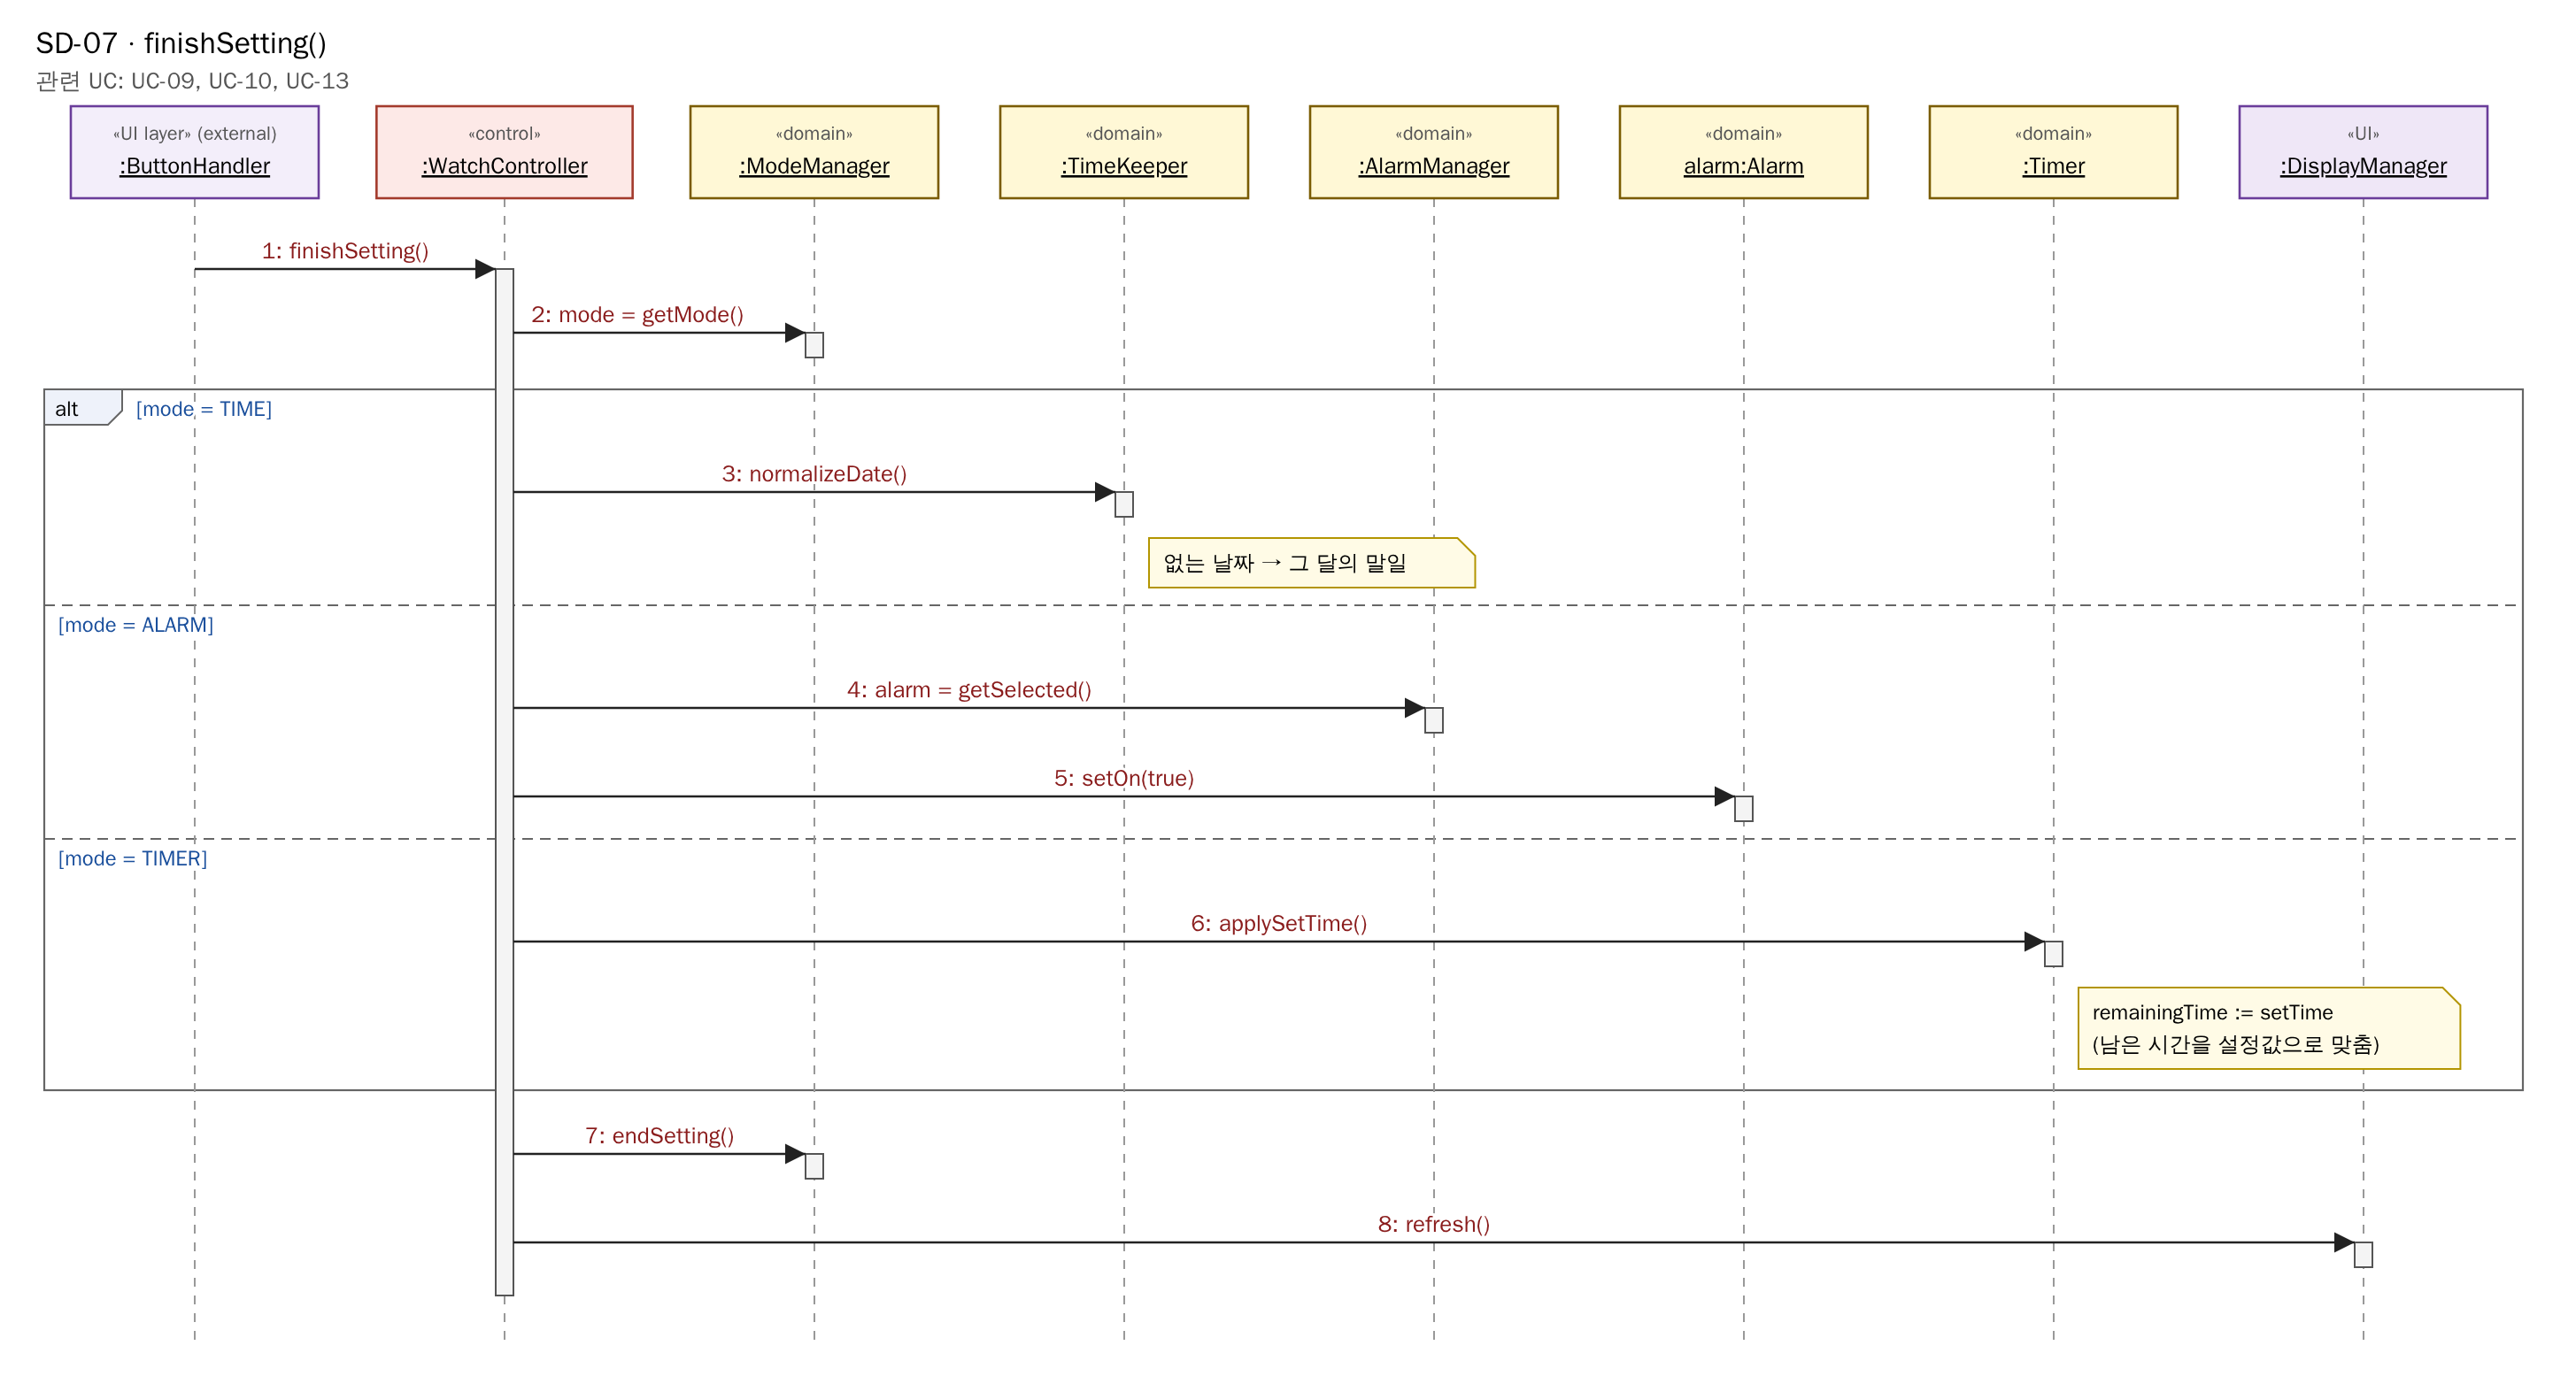 SD-07 · finishSetting()
관련 UC: UC-09, UC-10, UC-13
«UI layer» (external)
:ButtonHandler
«control»
:WatchController
«domain»
:ModeManager
«domain»
:TimeKeeper
«domain»
:AlarmManager
«domain»
alarm:Alarm
«domain»
:Timer
«UI»
:DisplayManager
1: finishSetting()
2: mode = getMode()
alt
[mode = TIME]
3: normalizeDate()
없는 날짜 → 그 달의 말일
[mode = ALARM]
4: alarm = getSelected()
5: setOn(true)
[mode = TIMER]
6: applySetTime()
remainingTime := setTime
(남은 시간을 설정값으로 맞춤)
7: endSetting()
8: refresh()